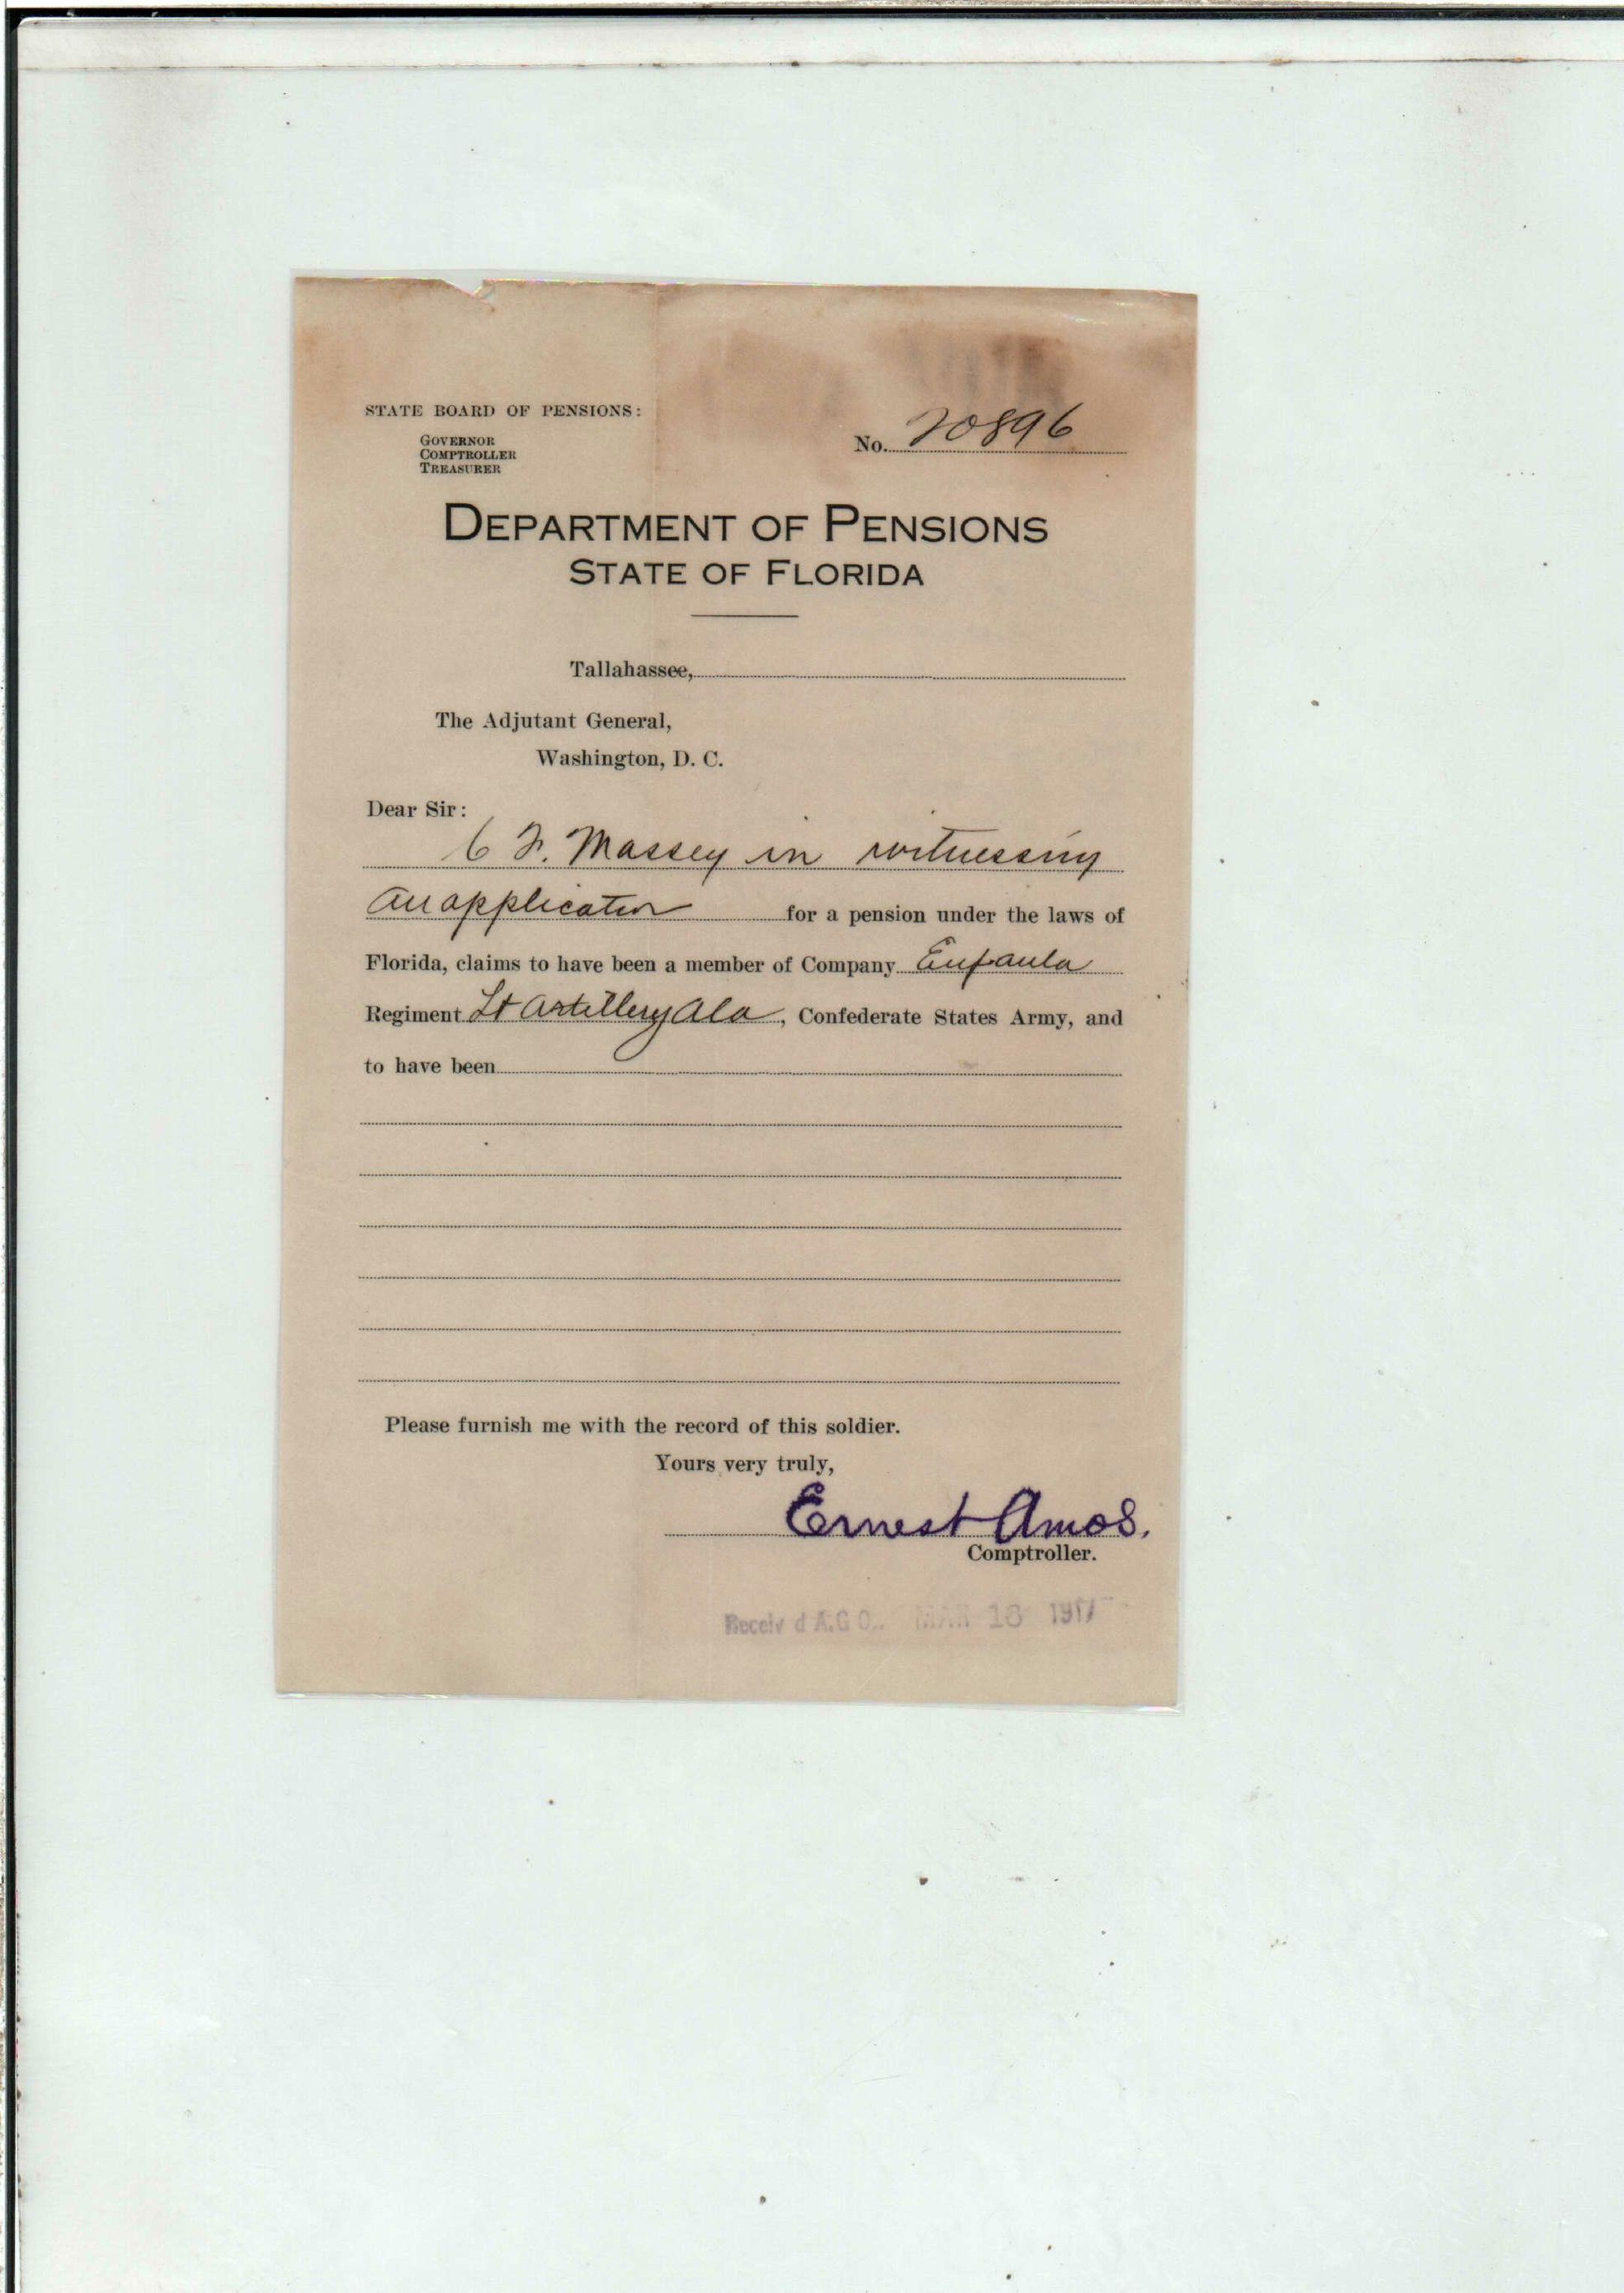 STATE BOARD OF PENSIONS:
GOVERNOR
COMPTROLLER
TREASURER
No. 20896
DEPARTMENT OF PENSIONS
STATE OF FLORIDA
Tallahassee,
The Adjutant General,
Washington, D. C.
Dear Sir:
C F. Massey in witnessing
an application for a pension under the laws of
Florida, claims to have been a member of Company Eufaula
Regiment Lt Artillery Ala, Confederate States Army, and
to have been
Please furnish me with the record of this soldier.
Yours very truly,
Ernest Amos.
Comptroller.
Receiv d A.G.O. MAR 1917